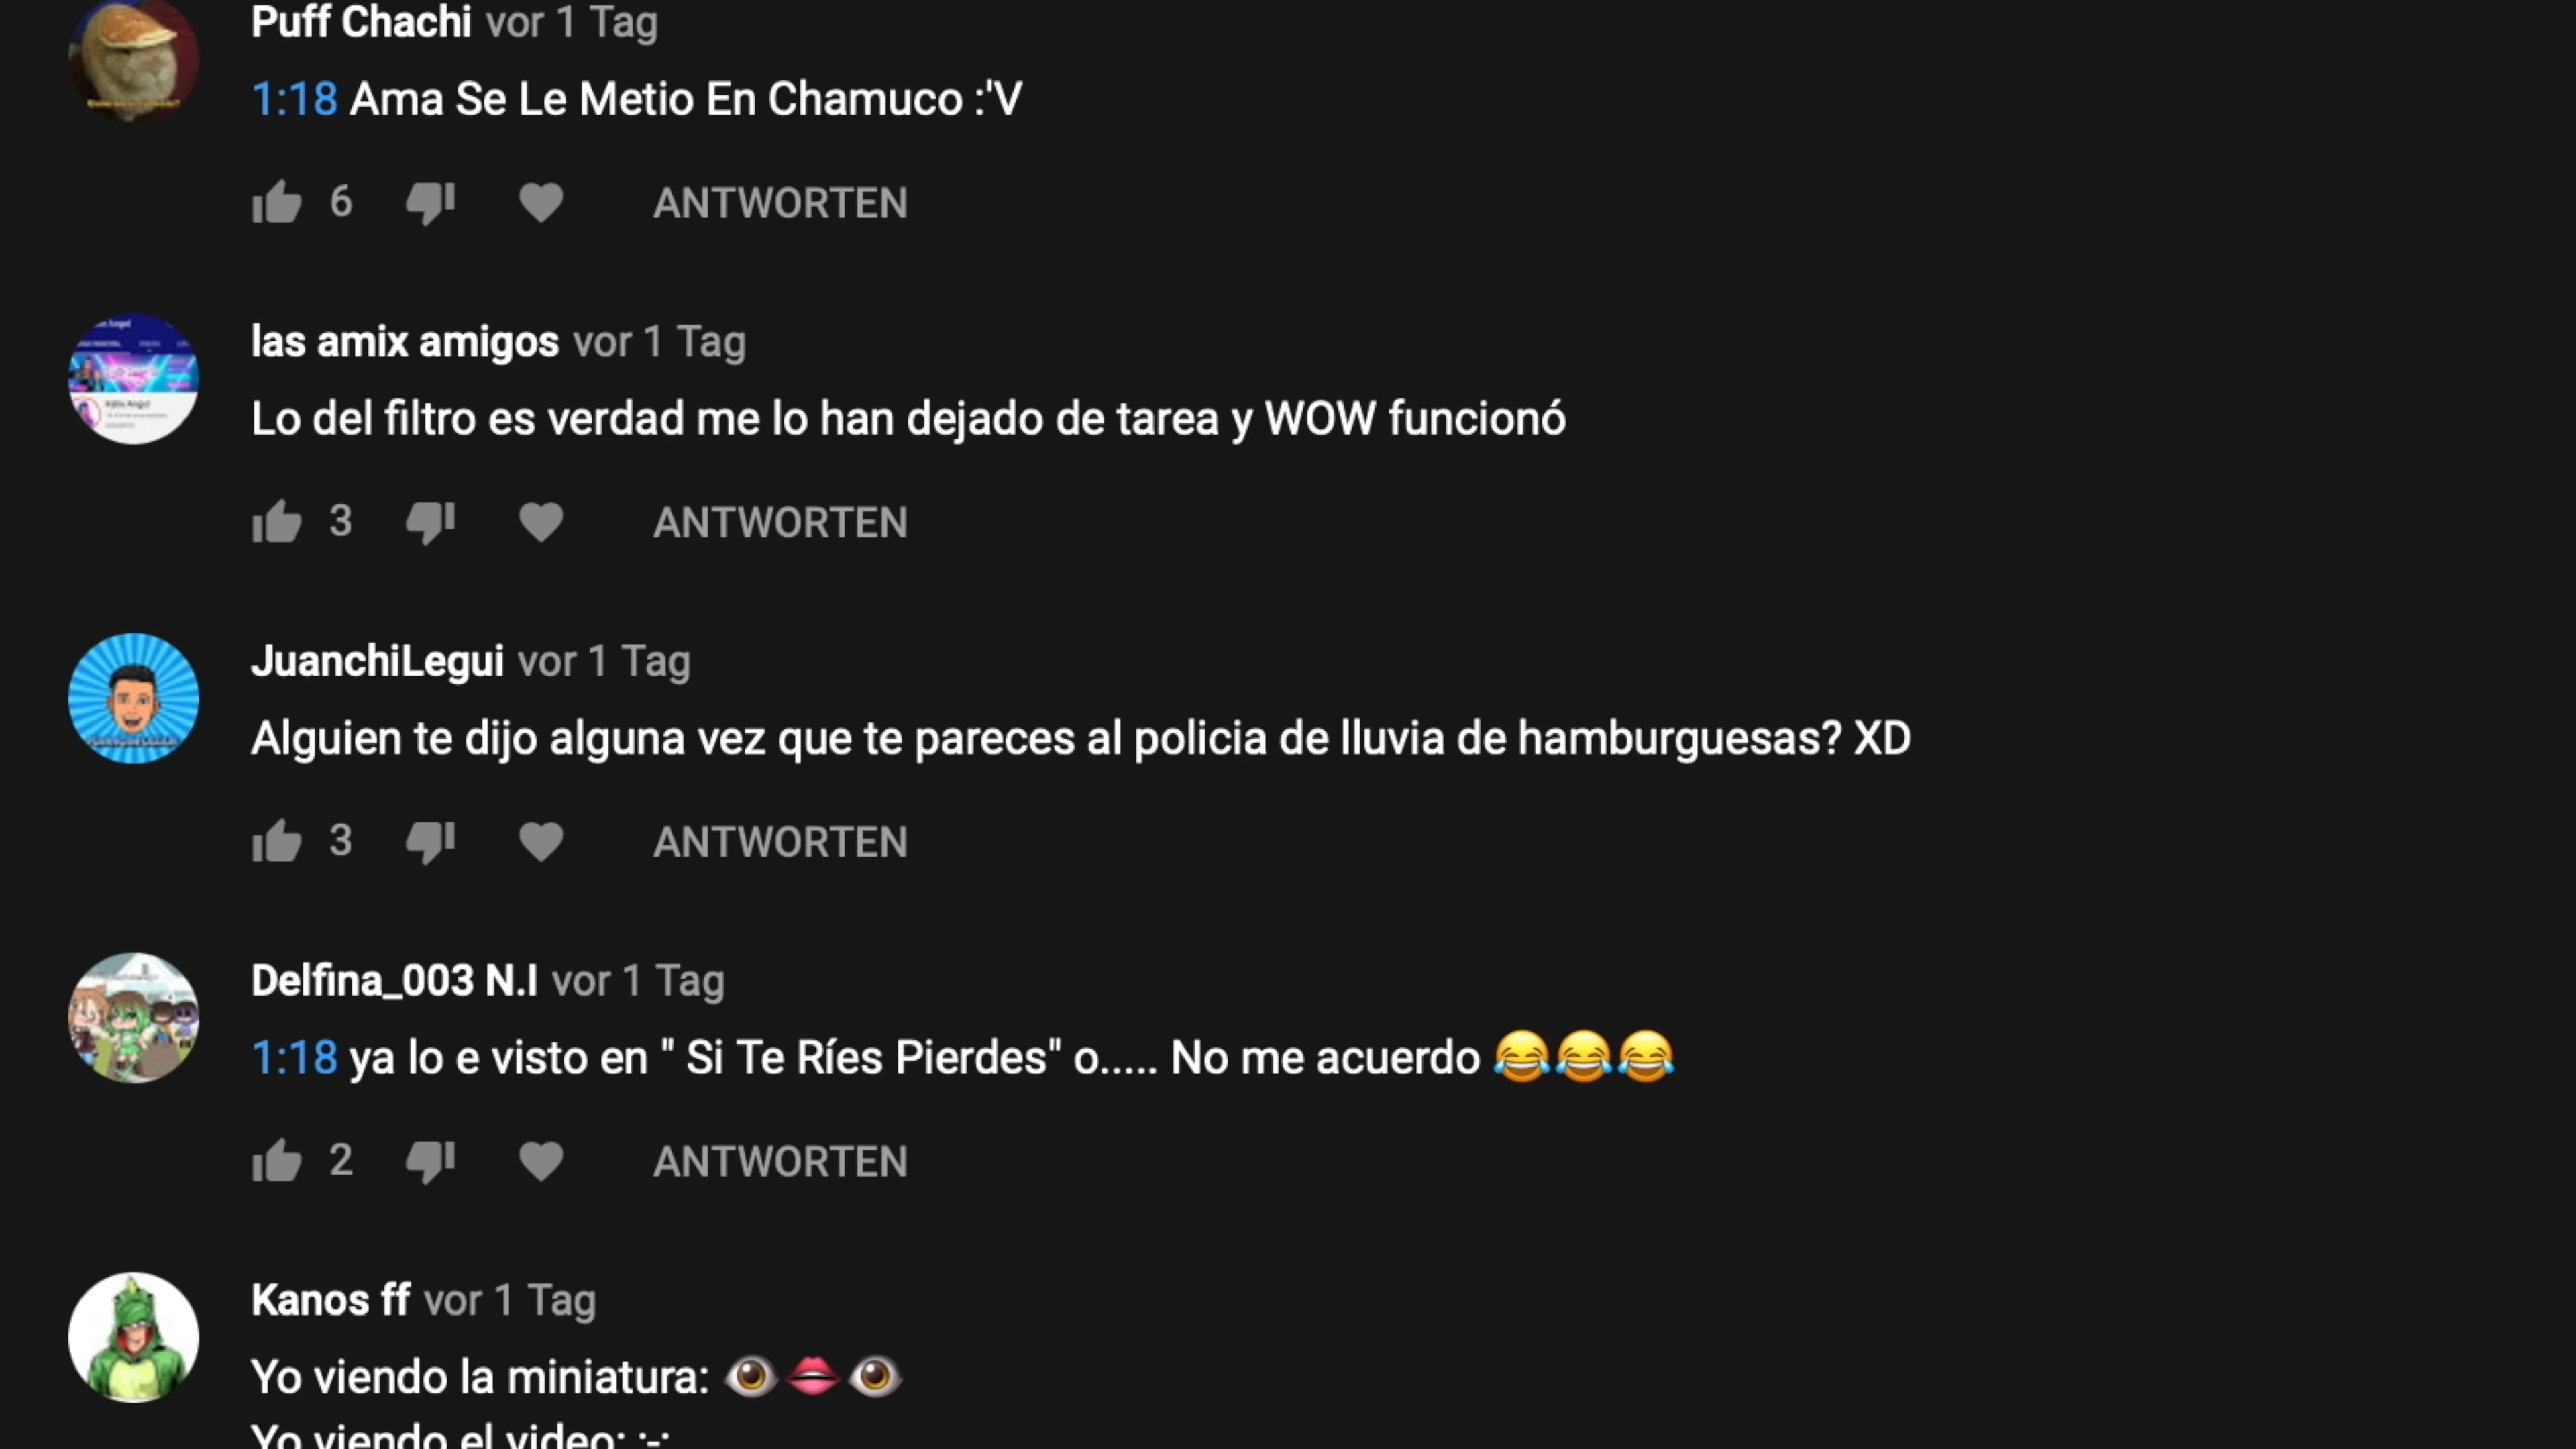 Puff Chachi vor 1 Tag
1:18 Ama Se Le Metio En Chamuco :'V
6 ANTWORTEN
las amix amigos vor 1 Tag
Lo del filtro es verdad me lo han dejado de tarea y WOW funcionó
3 ANTWORTEN
JuanchiLegui vor 1 Tag
Alguien te dijo alguna vez que te pareces al policia de lluvia de hamburguesas? XD
3 ANTWORTEN
Delfina_003 N.I vor 1 Tag
1:18 ya lo e visto en " Si Te Ríes Pierdes" o..... No me acuerdo 😂😂😂
2 ANTWORTEN
Kanos ff vor 1 Tag
Yo viendo la miniatura: 👁👄👁
Yo viendo el video: :-: